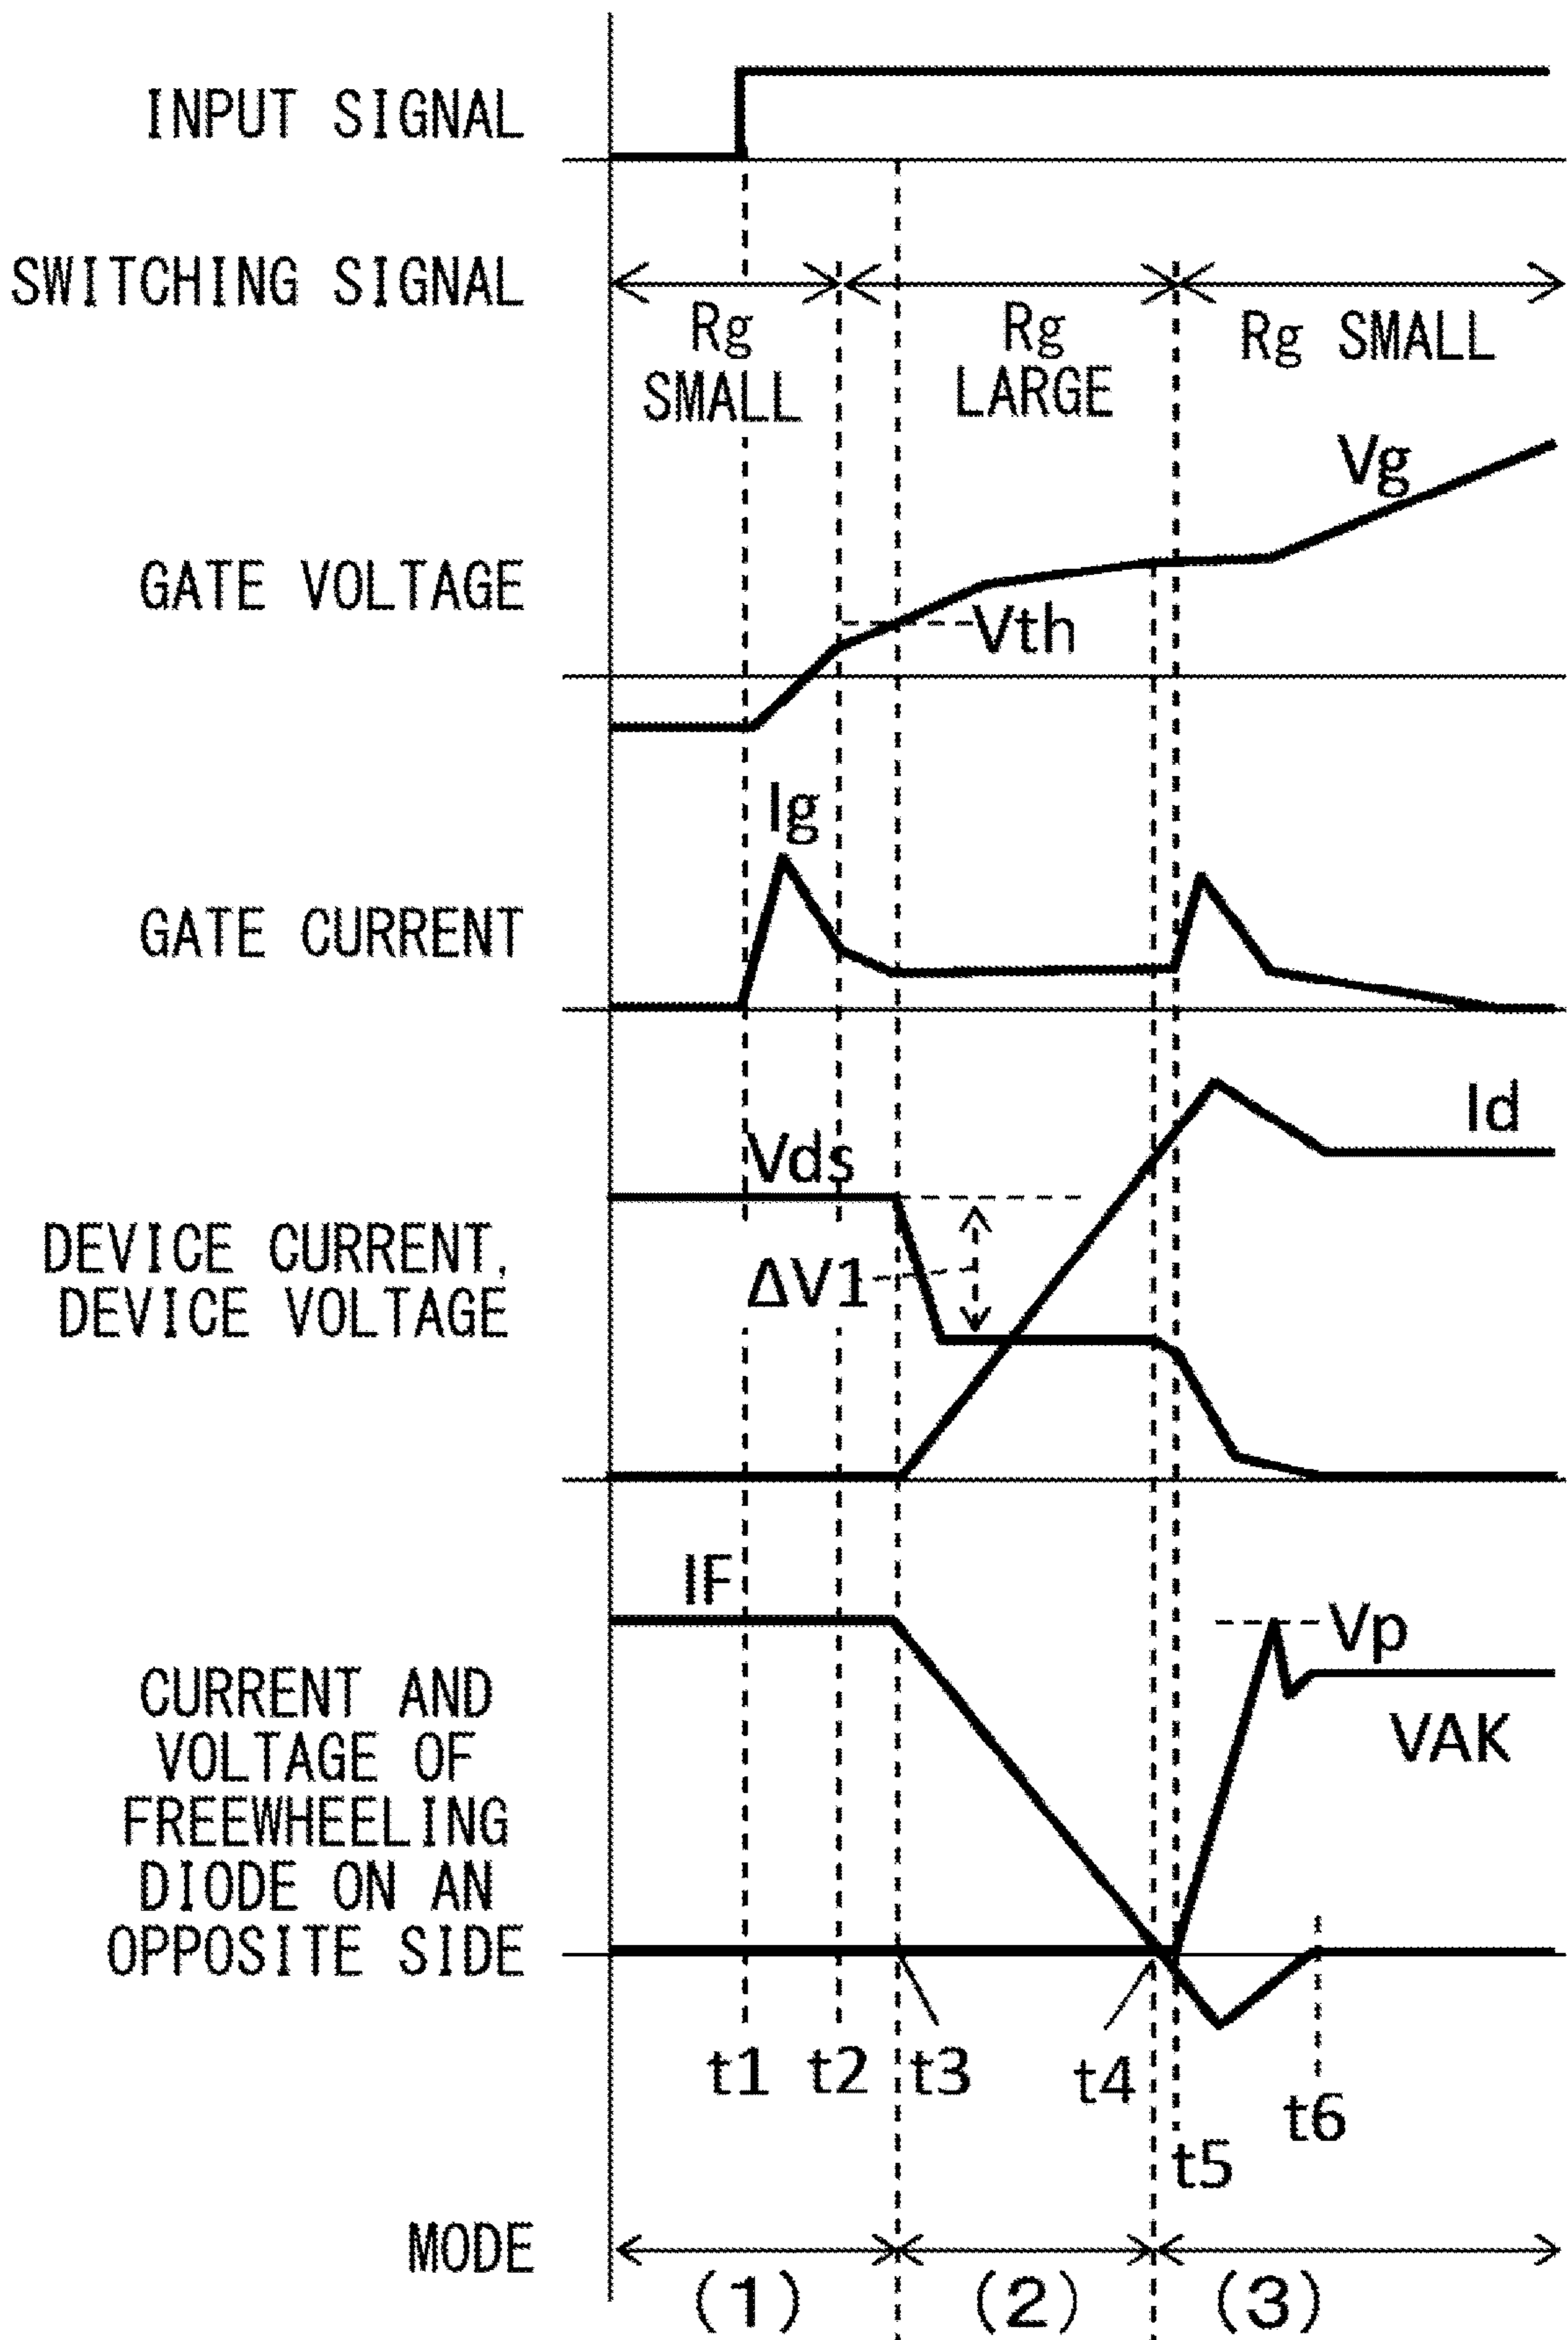 INPUT SIGNAL
SWITCHING SIGNAL
Rg
SMALL
Rg
LARGE
Rg SMALL
Vg
GATE VOLTAGE
Vth
Ig
GATE CURRENT
Id
Vds
DEVICE CURRENT,
DEVICE VOLTAGE
ΔV1
IF
Vp
VAK
CURRENT AND
VOLTAGE OF
FREEWHEELING
DIODE ON AN
OPPOSITE SIDE
t1
t2
t3
t4
t5
t6
MODE
(1)
(2)
(3)